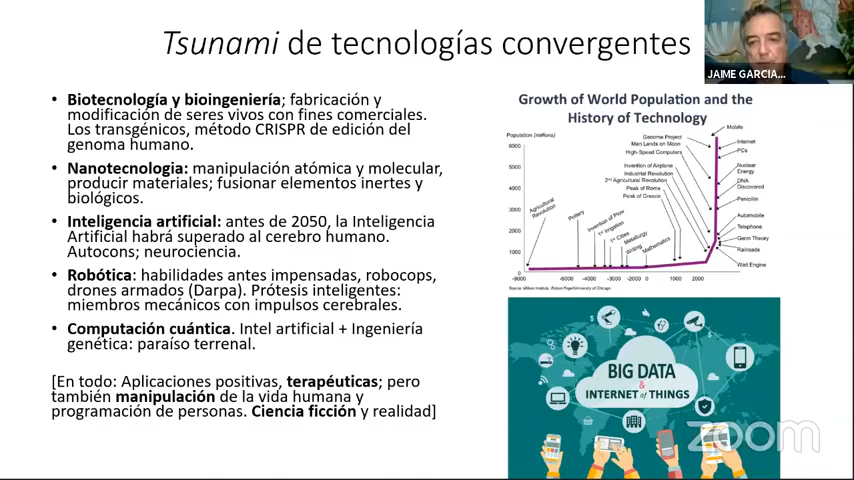 Tsunami de tecnologías convergentes
JAIME GARCIA...
• Biotecnología y bioingeniería; fabricación y
modificación de seres vivos con fines comerciales.
Los transgénicos, método CRISPR de edición del
genoma humano.
• Nanotecnologia: manipulación atómica y molecular,
producir materiales; fusionar elementos inertes y
biológicos.
• Inteligencia artificial: antes de 2050, la Inteligencia
Artificial habrá superado al cerebro humano.
Autocons; neurociencia.
• Robótica: habilidades antes impensadas, robocops,
drones armados (Darpa). Prótesis inteligentes:
miembros mecánicos con impulsos cerebrales.
• Computación cuántica. Intel artificial + Ingeniería
genética: paraíso terrenal.
[En todo: Aplicaciones positivas, terapéuticas; pero
también manipulación de la vida humana y
programación de personas. Ciencia ficción y realidad]
Growth of World Population and the
History of Technology
Population (millions)
6000
5000
4000
3000
2000
1000
0
-9000
-6000
-5000
-4000
-3000
-2000
-1000
0
1000
2000
Agricultural
Revolution
Pottery
Invention of Plow
1st Irrigation
1st Cities
Metallurgy
Writing
Mathematics
Peak of Greece
Peak of Rome
2nd Agricultural Revolution
Industrial Revolution
Invention of Airplane
High-Speed Computers
Man Lands on Moon
Genome Project
Mobile
Internet
PCs
Nuclear
Energy
DNA
Discovered
Penicilin
Automobile
Telephone
Germ Theory
Railroads
Watt Engine
BIG DATA
&
INTERNET of THINGS
zoom